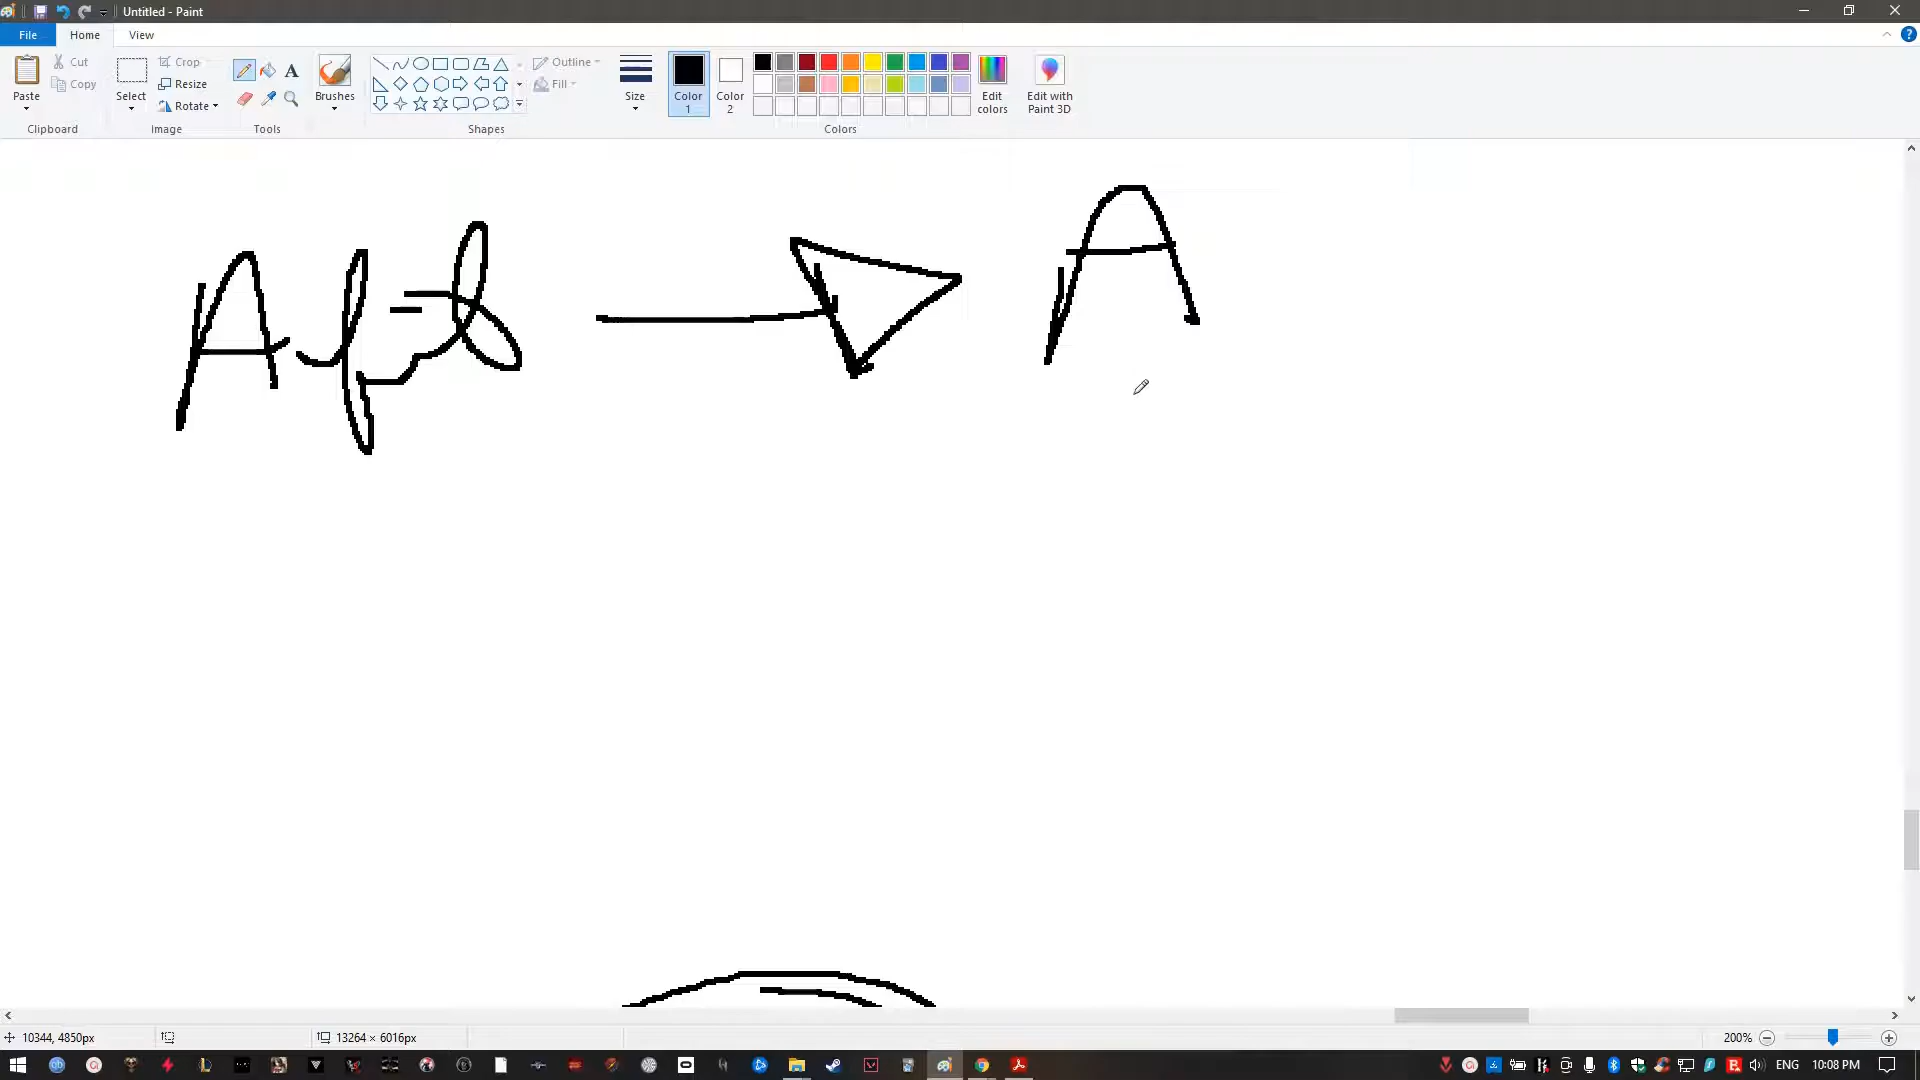 Untitled - Paint
File Home View
Paste Cut Copy Clipboard
Select Crop Resize Rotate Image
Tools
Brushes
Outline Fill Shapes
Size
Color 1 Color 2 Edit colors Edit with Paint 3D Colors
A
10344, 4850px 13264 × 6016px 200%
ENG 10:08 PM